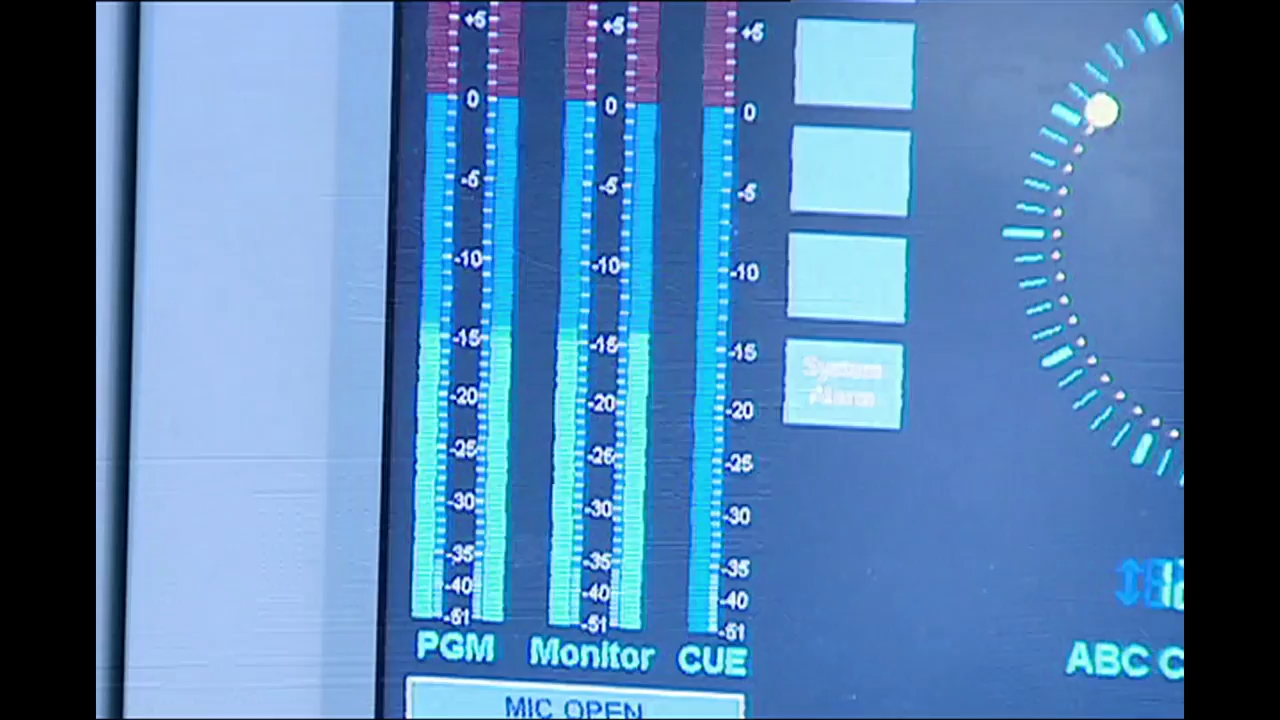 +5 +5 +5
0 0 0
-5 -5 -5
-10 -10 -10
-15 -15 -15
-20 -20 -20
-25 -25 -25
-30 -30 -30
-35 -35 -35
-40 -40 -40
-51 -51 -51
PGM Monitor CUE
MIC OPEN
System
Alarm
ABC C